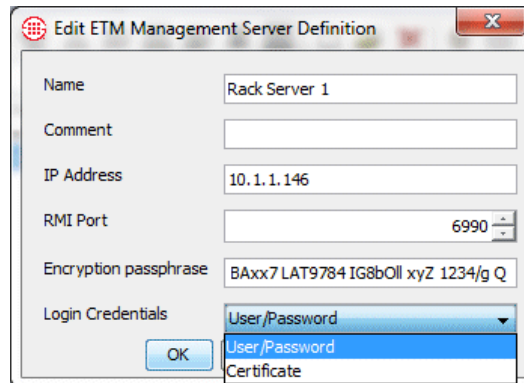 Edit ETM Management Server Definition
Name
Rack Server 1
Comment
IP Address
10.1.1.146
RMI Port
6990
Encryption passphrase
BAxx7 LAT9784 IG8bOll xyZ 1234/g Q
Login Credentials
User/Password
User/Password
Certificate
OK